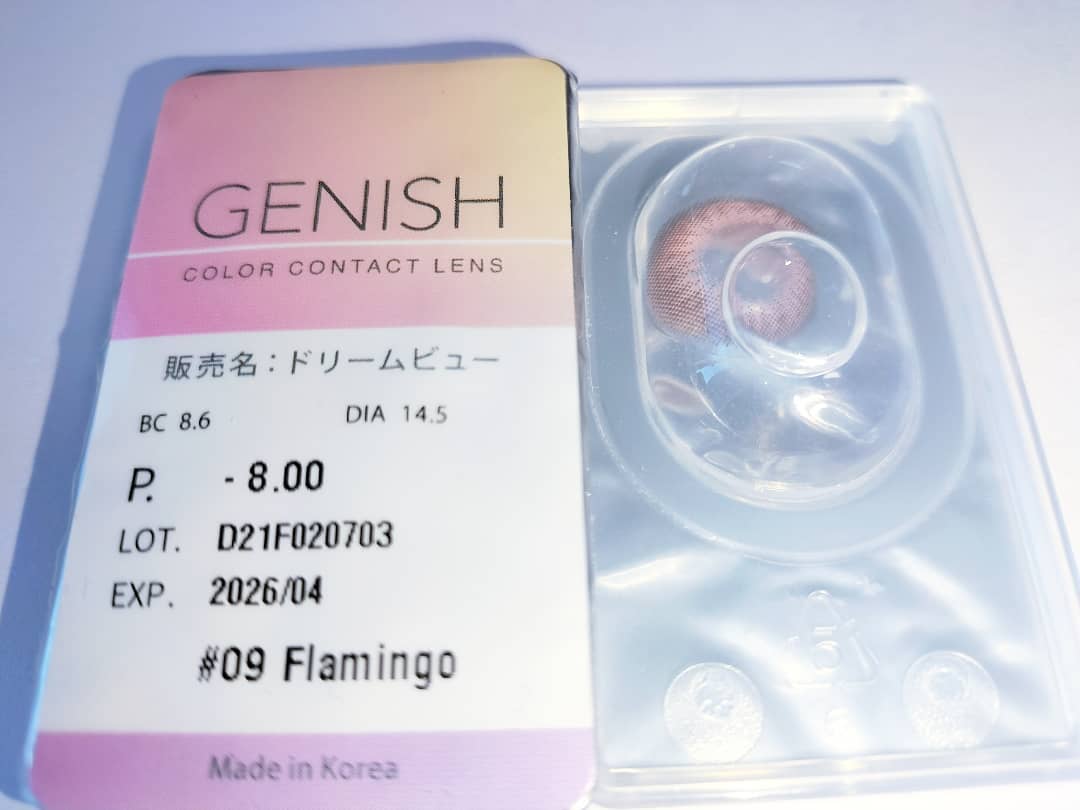 GENISH
COLOR CONTACT LENS
販売名：ドリームビュー
BC 8.6 DIA 14.5
P. - 8.00
LOT. D21F020703
EXP. 2026/04
#09 Flamingo
Made in Korea